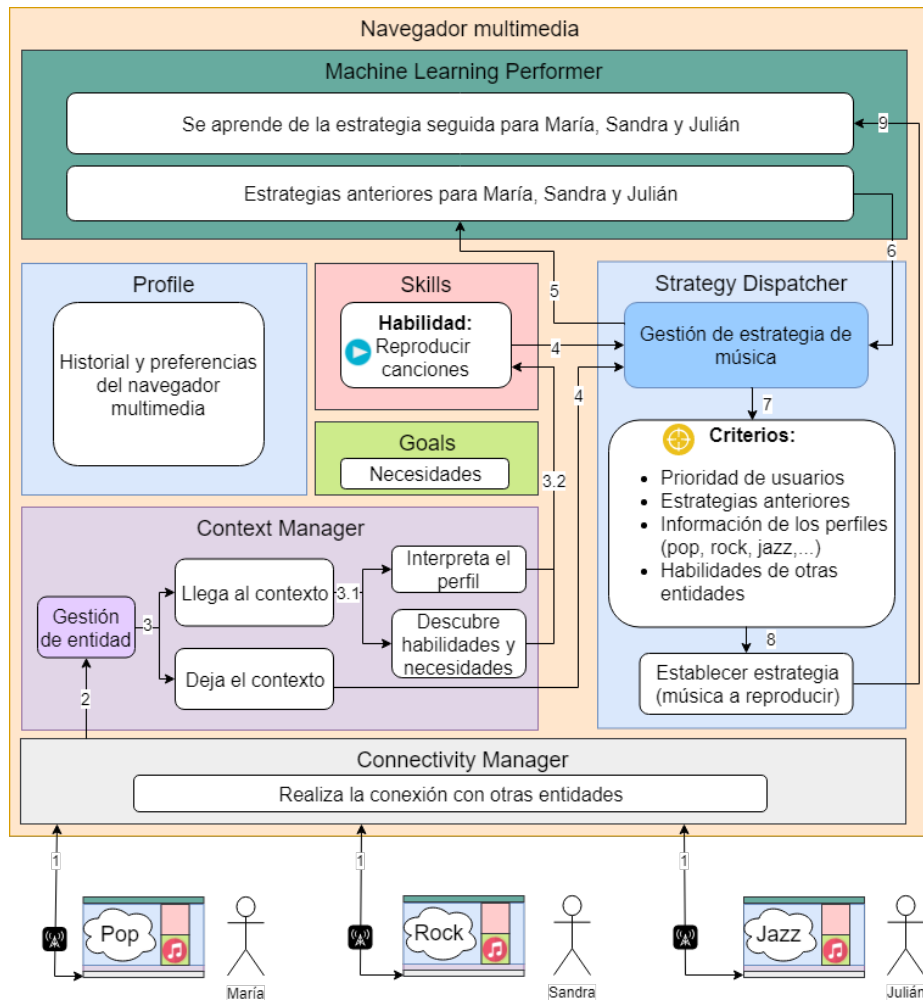 Navegador multimedia
Machine Learning Performer
Se aprende de la estrategia seguida para María, Sandra y Julián
9
Estrategias anteriores para María, Sandra y Julián
6
5
Profile
Historial y preferencias
del navegador
multimedia
Skills
Habilidad:
Reproducir
canciones
4
4
Goals
Necesidades
3.2
Strategy Dispatcher
Gestión de estrategia de
música
7
Criterios:
• Prioridad de usuarios
• Estrategias anteriores
• Información de los perfiles
(pop, rock, jazz,...)
• Habilidades de otras
entidades
8
Establecer estrategia
(música a reproducir)
Context Manager
Gestión
de entidad
3
Llega al contexto
3.1
Interpreta el
perfil
Descubre
habilidades y
necesidades
Deja el contexto
2
Connectivity Manager
Realiza la conexión con otras entidades
1
1
1
Pop
María
Rock
Sandra
Jazz
Julián